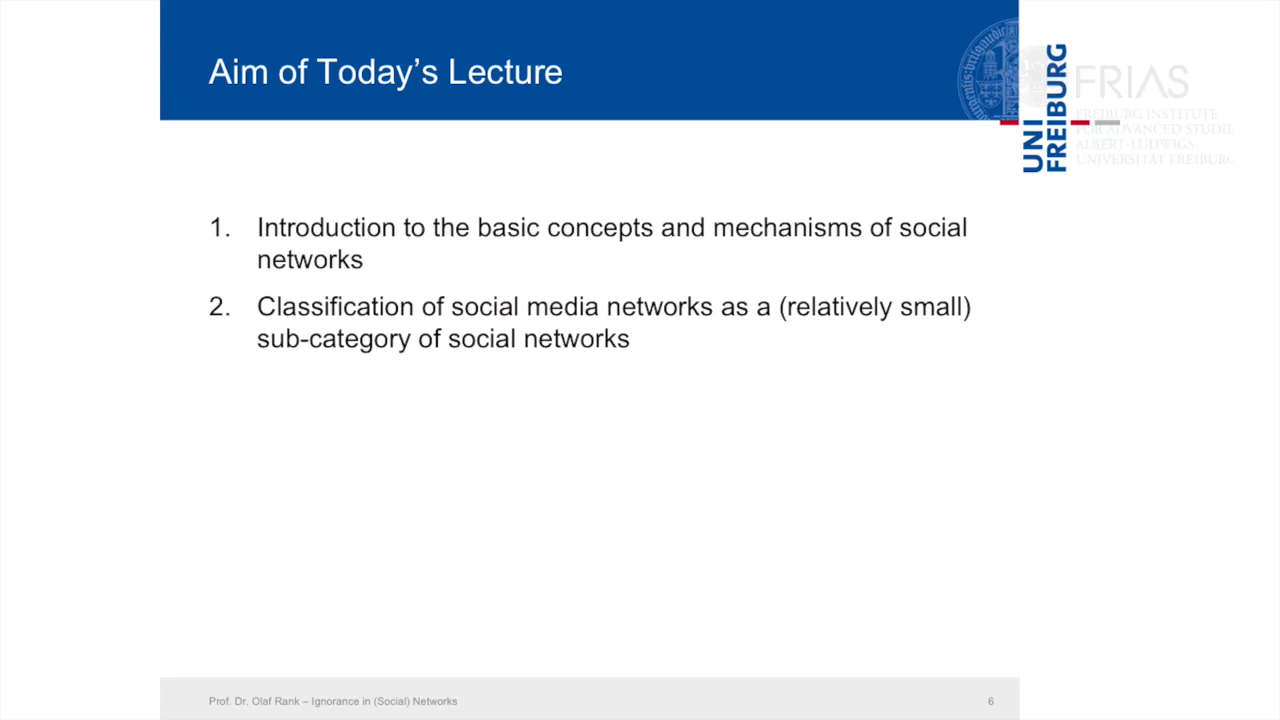 Aim of Today’s Lecture
UNI
FREIBURG
FRIAS
FREIBURG INSTITUTE
FOR ADVANCED STUDIE
ALBERT-LUDWIGS-
UNIVERSITÄT FREIBURG
1. Introduction to the basic concepts and mechanisms of social
networks
2. Classification of social media networks as a (relatively small)
sub-category of social networks
Prof. Dr. Olaf Rank – Ignorance in (Social) Networks
6